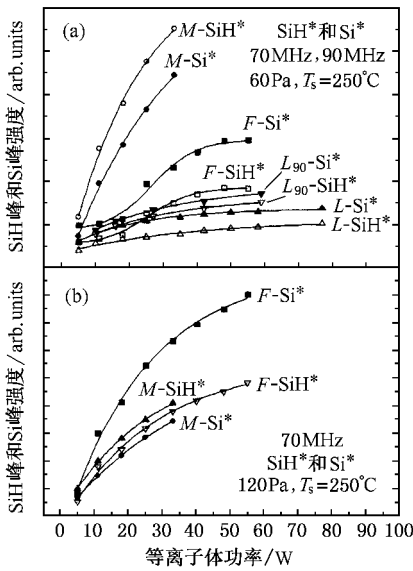 (a)
SiH*和Si*
70MHz,90MHz
60Pa,Ts=250℃
M-SiH*
M-Si*
F-Si*
F-SiH*
L90-Si*
L90-SiH*
L-Si*
L-SiH*
SiH峰和Si峰强度/arb.units
(b)
F-Si*
M-SiH*
F-SiH*
M-Si*
70MHz
SiH*和Si*
120Pa,Ts=250℃
SiH峰和Si峰强度/arb.units
0 10 20 30 40 50 60 70 80 90 100
等离子体功率/W